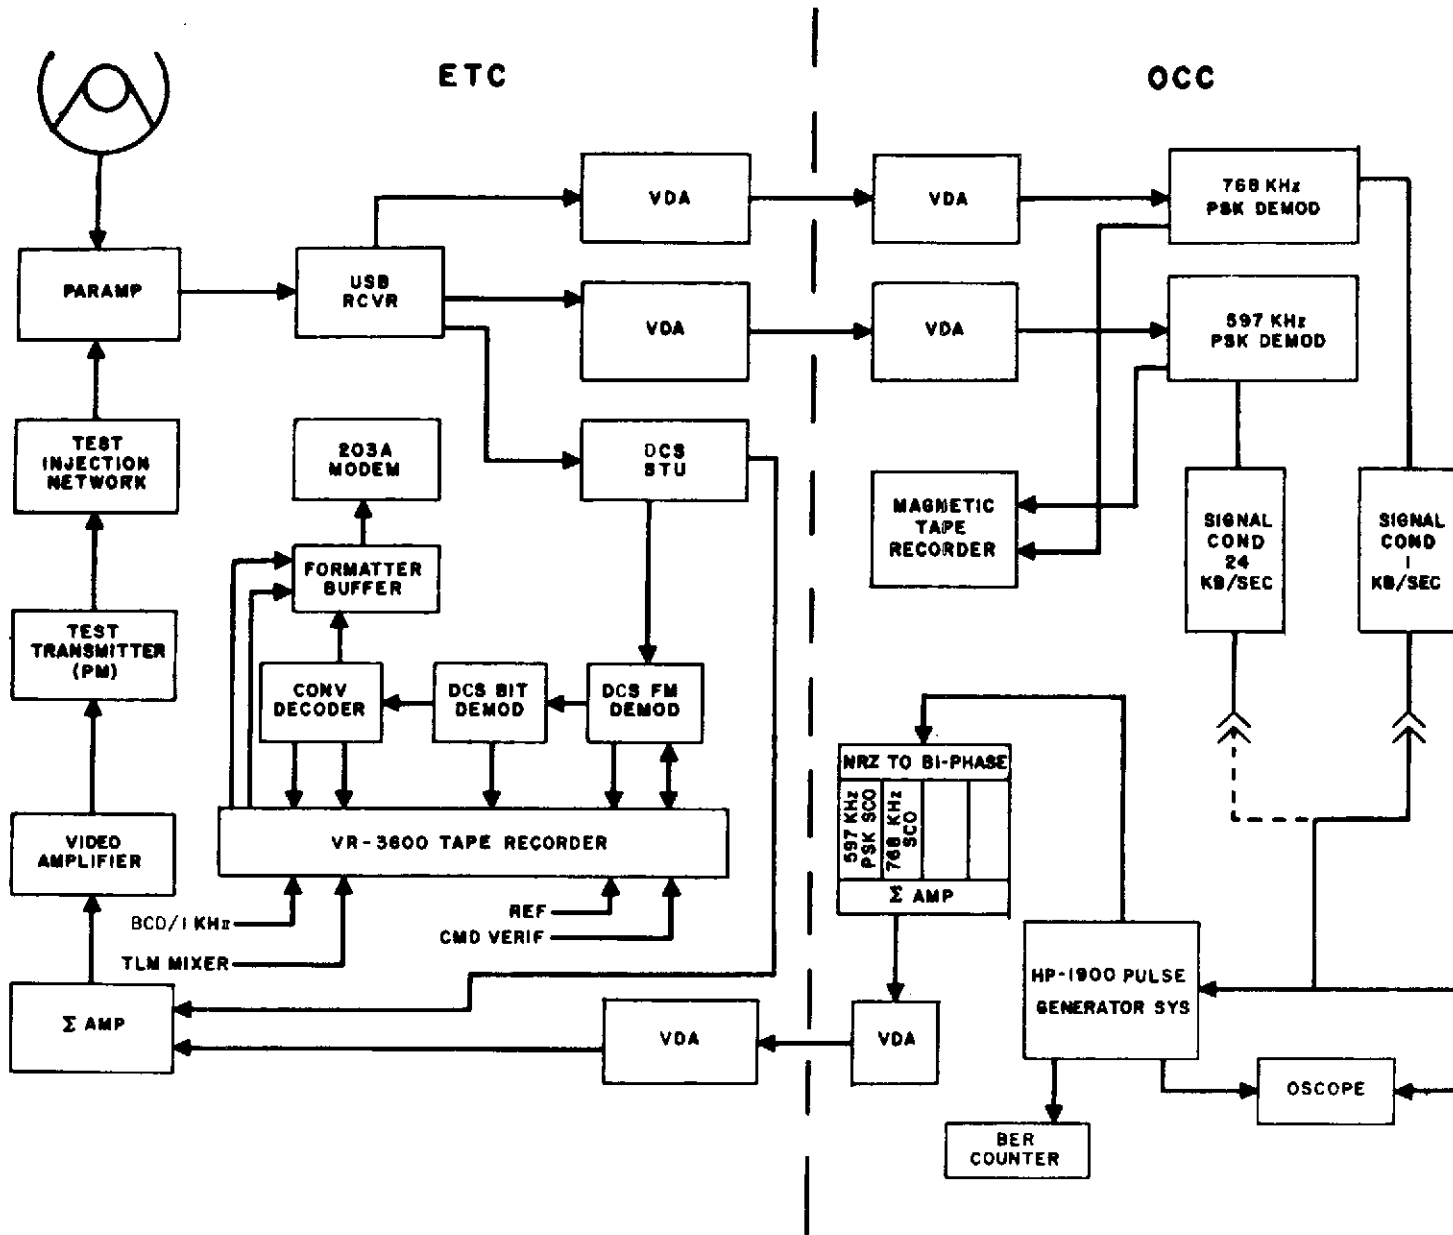 ETC
OCC
VDA
VDA
768 KHz
PSK DEMOD
PARAMP
USB
RCVR
VDA
VDA
597 KHz
PSK DEMOD
TEST
INJECTION
NETWORK
203A
MODEM
DCS
STU
MAGNETIC
TAPE
RECORDER
SIGNAL
COND
24
KB/SEC
SIGNAL
COND
1
KB/SEC
FORMATTER
BUFFER
TEST
TRANSMITTER
(PM)
CONV
DECODER
DCS BIT
DEMOD
DCS FM
DEMOD
NRZ TO BI-PHASE
597 KHz
PSK SCO
768 KHz
SCO
Σ AMP
VIDEO
AMPLIFIER
VR-3600 TAPE RECORDER
BCD/1 KHz
TLM MIXER
REF
CMD VERIF
Σ AMP
VDA
VDA
HP-1900 PULSE
GENERATOR SYS
OSCOPE
BER
COUNTER